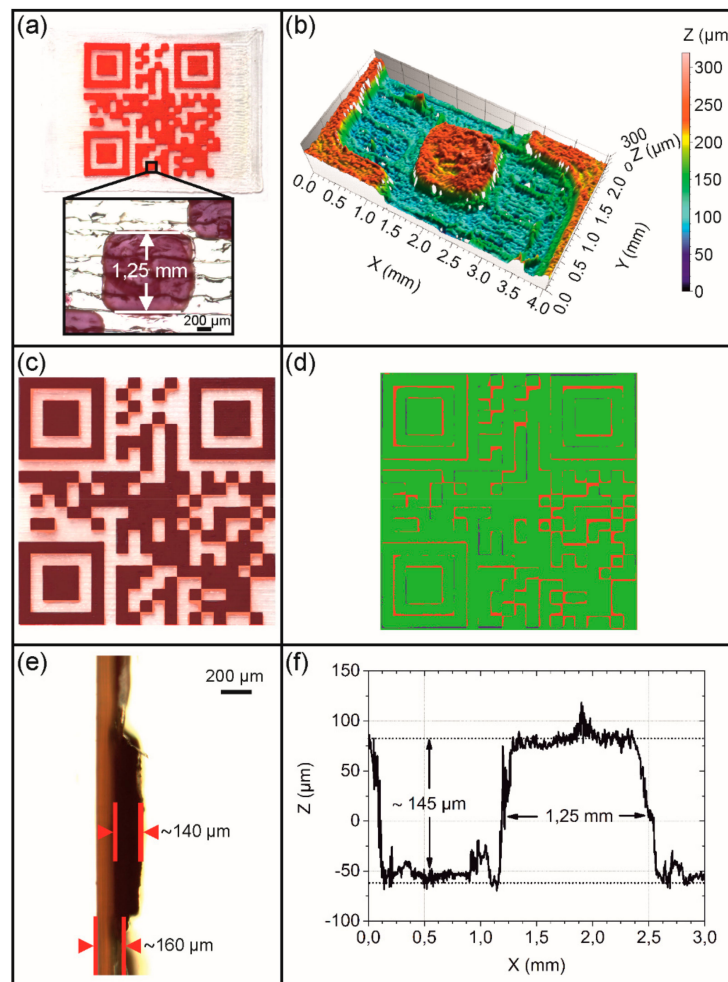 (a)
1,25 mm
200 µm
(b)
Z (µm)
300
250
200
150
100
50
0
300
0
Z (µm)
0.0
0.5
1.0
1.5
2.0
2.5
3.0
3.5
4.0
X (mm)
0.0
0.5
1.0
1.5
2.0
Y (mm)
(c)
(d)
(e)
200 µm
~140 µm
~160 µm
(f)
150
100
50
0
-50
-100
Z (µm)
~ 145 µm
1,25 mm
0,0
0,5
1,0
1,5
2,0
2,5
3,0
X (mm)